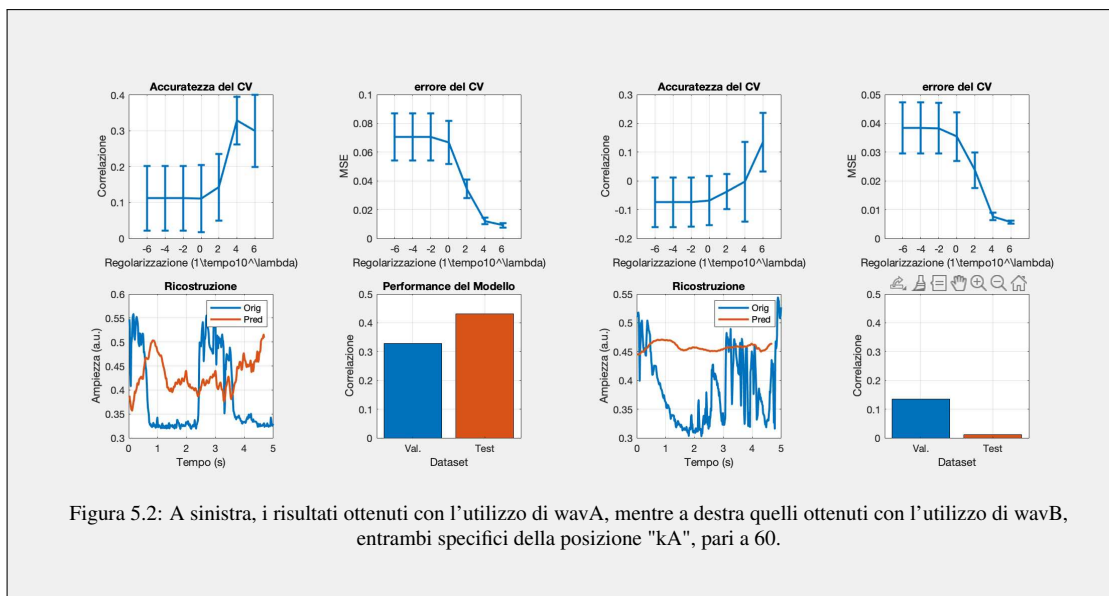 Accuratezza del CV
0.4
0.3
0.2
0.1
0
Correlazione
-6 -4 -2 0 2 4 6
Regolarizzazione (1\tempo10^\lambda)
errore del CV
0.1
0.08
0.06
0.04
0.02
0
MSE
-6 -4 -2 0 2 4 6
Regolarizzazione (1\tempo10^\lambda)
Accuratezza del CV
0.3
0.2
0.1
0
-0.1
-0.2
Correlazione
-6 -4 -2 0 2 4 6
Regolarizzazione (1\tempo10^\lambda)
errore del CV
0.05
0.04
0.03
0.02
0.01
0
MSE
-6 -4 -2 0 2 4 6
Regolarizzazione (1\tempo10^\lambda)
Ricostruzione
0.6
0.55
0.5
0.45
0.4
0.35
0.3
Ampiezza (a.u.)
Orig
Pred
0 1 2 3 4 5
Tempo (s)
Performance del Modello
0.5
0.4
0.3
0.2
0.1
0
Correlazione
Val. Test
Dataset
Ricostruzione
0.55
0.5
0.45
0.4
0.35
0.3
Ampiezza (a.u.)
Orig
Pred
0 1 2 3 4 5
Tempo (s)
0.5
0.4
0.3
0.2
0.1
0
Correlazione
Val. Test
Dataset
Figura 5.2: A sinistra, i risultati ottenuti con l'utilizzo di wavA, mentre a destra quelli ottenuti con l'utilizzo di wavB,
entrambi specifici della posizione "kA", pari a 60.